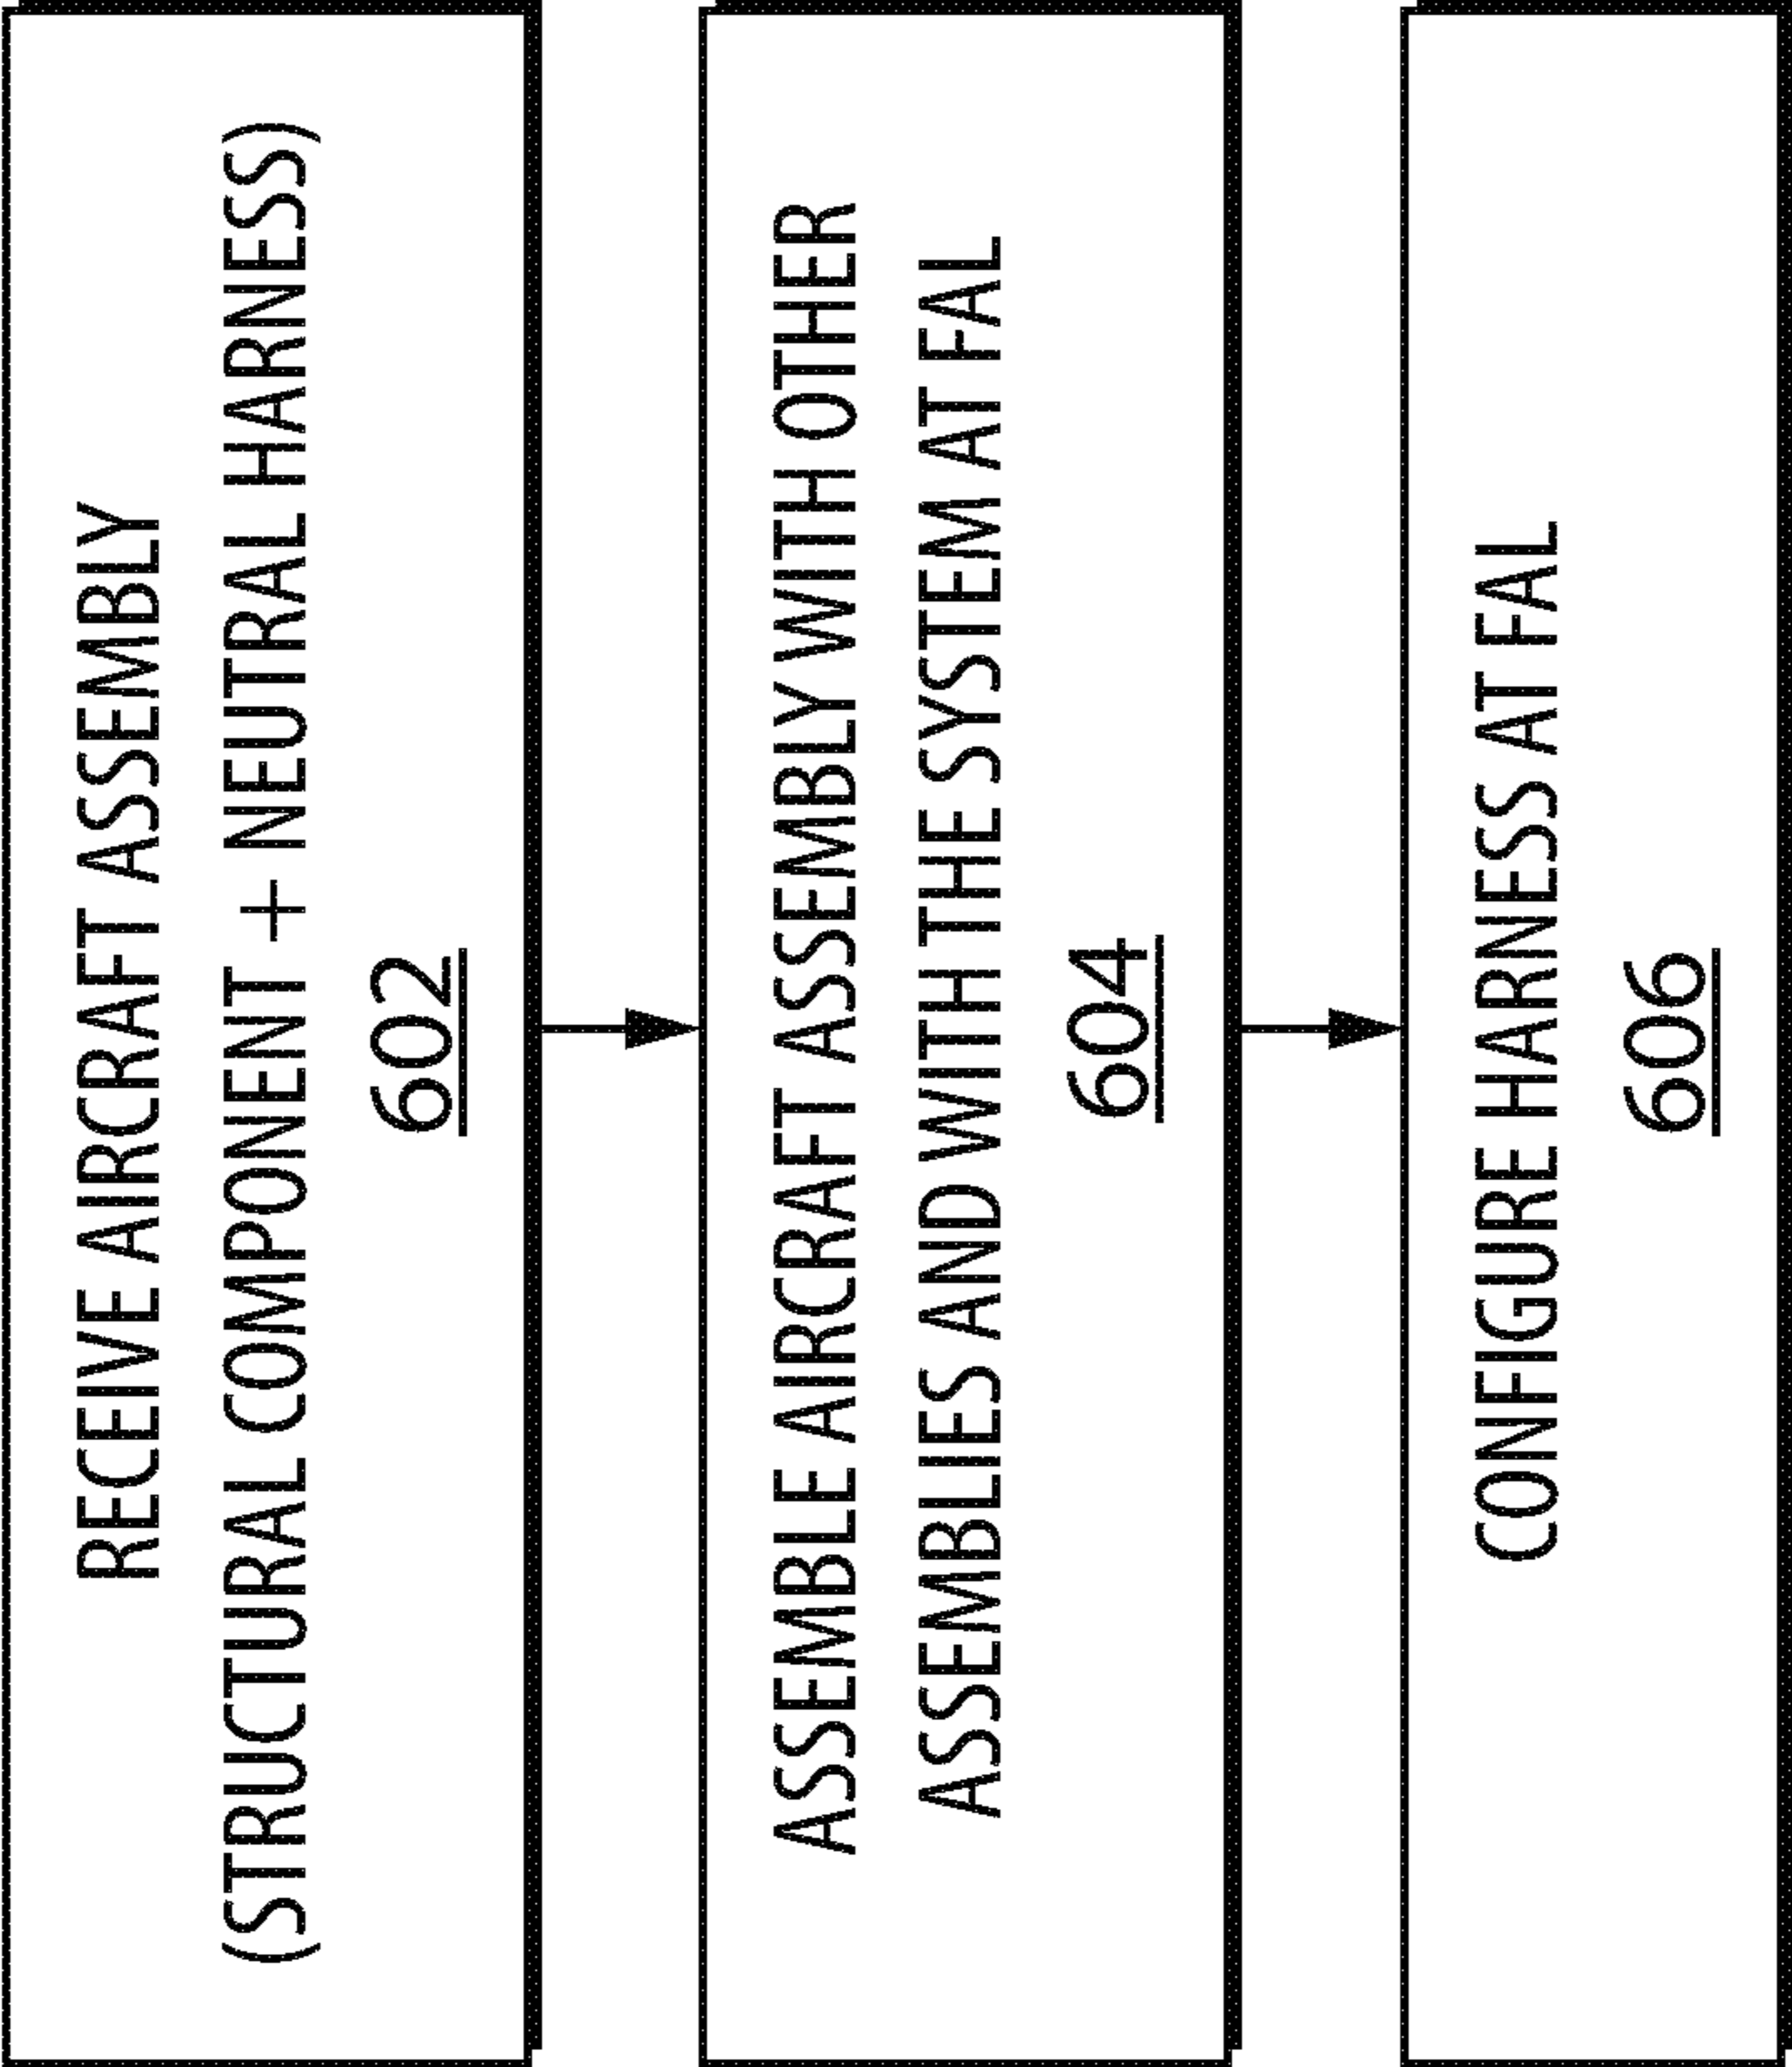 RECEIVE AIRCRAFT ASSEMBLY
(STRUCTURAL COMPONENT + NEUTRAL HARNESS)
602
ASSEMBLE AIRCRAFT ASSEMBLY WITH OTHER
ASSEMBLIES AND WITH THE SYSTEM AT FAL
604
CONFIGURE HARNESS AT FAL
606